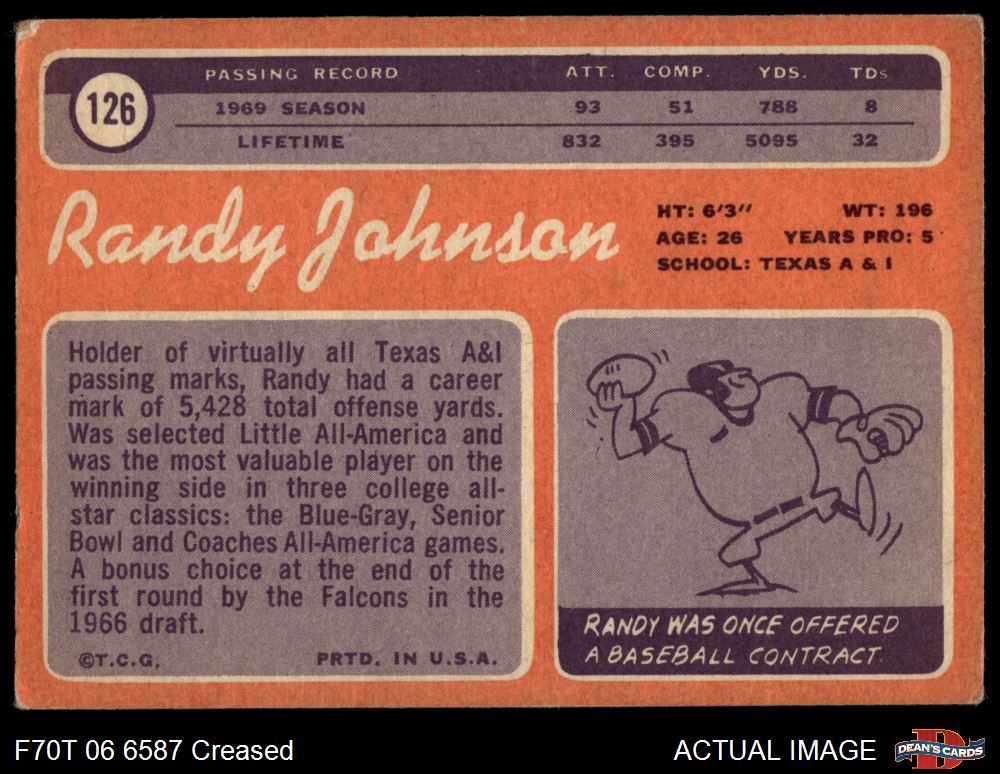 126
PASSING RECORD ATT. COMP. YDS. TDs
1969 SEASON 93 51 788 8
LIFETIME 832 395 5095 32
Randy Johnson
HT: 6'3" WT: 196
AGE: 26 YEARS PRO: 5
SCHOOL: TEXAS A & I
Holder of virtually all Texas A&I
passing marks, Randy had a career
mark of 5,428 total offense yards.
Was selected Little All-America and
was the most valuable player on the
winning side in three college all-
star classics: the Blue-Gray, Senior
Bowl and Coaches All-America games.
A bonus choice at the end of the
first round by the Falcons in the
1966 draft.
©T.C.G. PRTD. IN U.S.A.
RANDY WAS ONCE OFFERED
A BASEBALL CONTRACT.
F70T 06 6587 Creased
ACTUAL IMAGE
D
DEAN'S CARDS